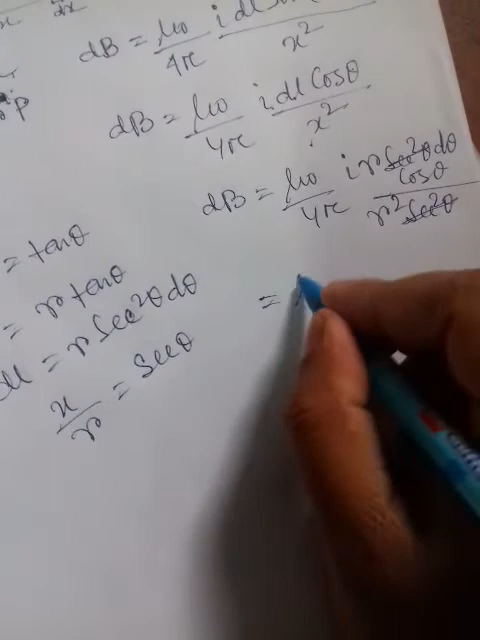 dB = μ₀/4π i dl
x²
P
dB = μ₀/4π i dl Cosθ/x²
dB = μ₀/4π i r sec²θ dθ Cosθ/r² sec²θ
= tanθ
= r tanθ
dl = r sec²θ dθ
=
x/r = secθ